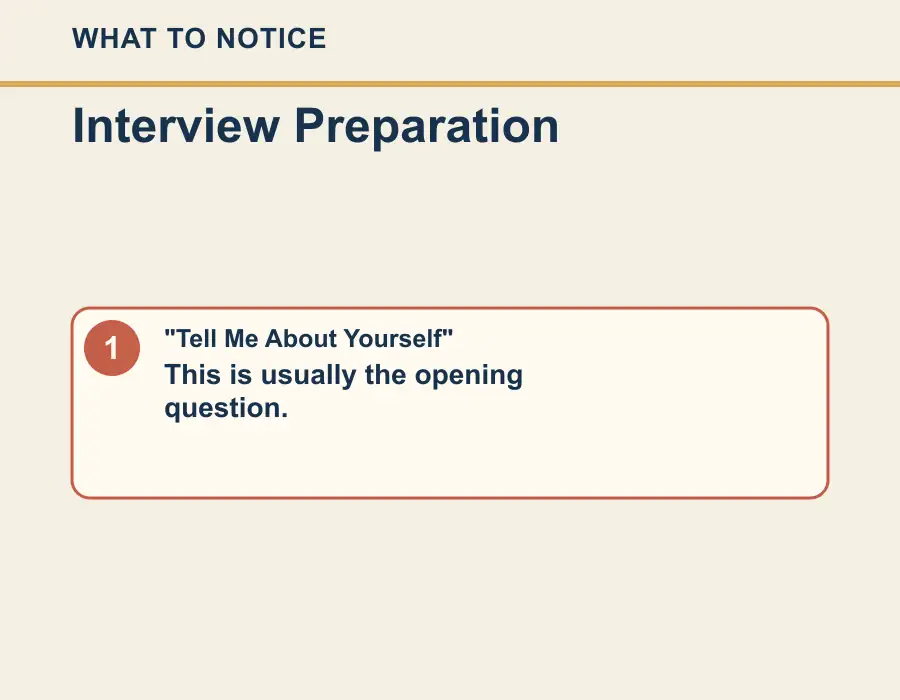 WHAT TO NOTICE
Interview Preparation
1
"Tell Me About Yourself"
This is usually the opening
question.